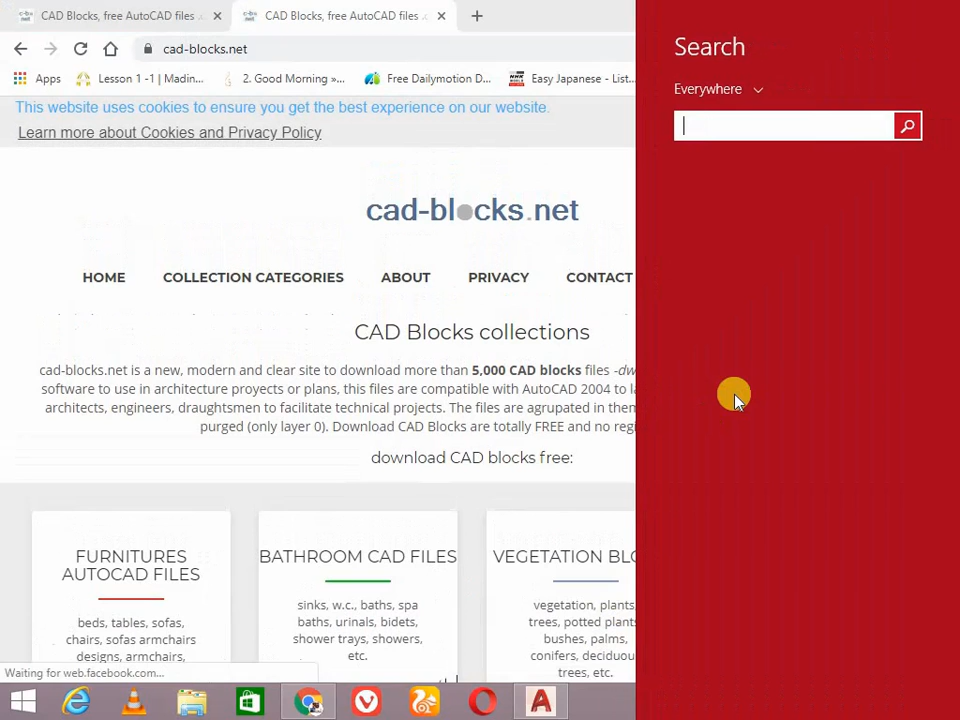 CAD Blocks, free AutoCAD files
CAD Blocks, free AutoCAD files
cad-blocks.net
Apps
Lesson 1 -1 | Madin...
2. Good Morning »...
Free Dailymotion D...
Easy Japanese - List...
This website uses cookies to ensure you get the best experience on our website.
Learn more about Cookies and Privacy Policy
cad-blocks.net
HOME
COLLECTION CATEGORIES
ABOUT
PRIVACY
CONTACT
CAD Blocks collections
cad-blocks.net is a new, modern and clear site to download more than 5,000 CAD blocks files -dw
software to use in architecture proyects or plans, this files are compatible with AutoCAD 2004 to la
architects, engineers, draughtsmen to facilitate technical projects. The files are agrupated in them
purged (only layer 0). Download CAD Blocks are totally FREE and no regi
download CAD blocks free:
FURNITURES
AUTOCAD FILES
beds, tables, sofas,
chairs, sofas armchairs
designs, armchairs,
BATHROOM CAD FILES
sinks, w.c., baths, spa
baths, urinals, bidets,
shower trays, showers,
etc.
VEGETATION BLO
vegetation, plants,
trees, potted plants
bushes, palms,
conifers, deciduou
trees, etc.
Waiting for web.facebook.com...
Search
Everywhere